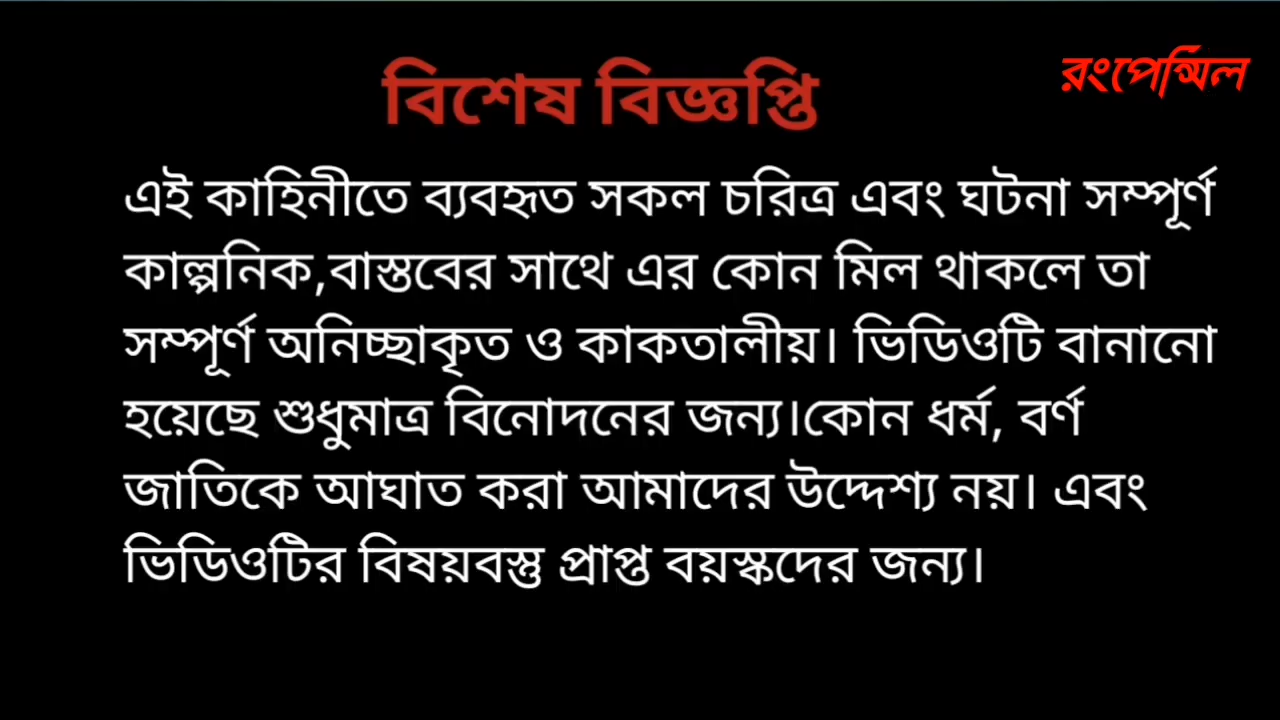 বিশেষ বিজ্ঞপ্তি
রংপেন্সিল
এই কাহিনীতে ব্যবহৃত সকল চরিত্র এবং ঘটনা সম্পূর্ণ
কাল্পনিক,বাস্তবের সাথে এর কোন মিল থাকলে তা
সম্পূর্ণ অনিচ্ছাকৃত ও কাকতালীয়। ভিডিওটি বানানো
হয়েছে শুধুমাত্র বিনোদনের জন্য।কোন ধর্ম, বর্ণ
জাতিকে আঘাত করা আমাদের উদ্দেশ্য নয়। এবং
ভিডিওটির বিষয়বস্তু প্রাপ্ত বয়স্কদের জন্য।